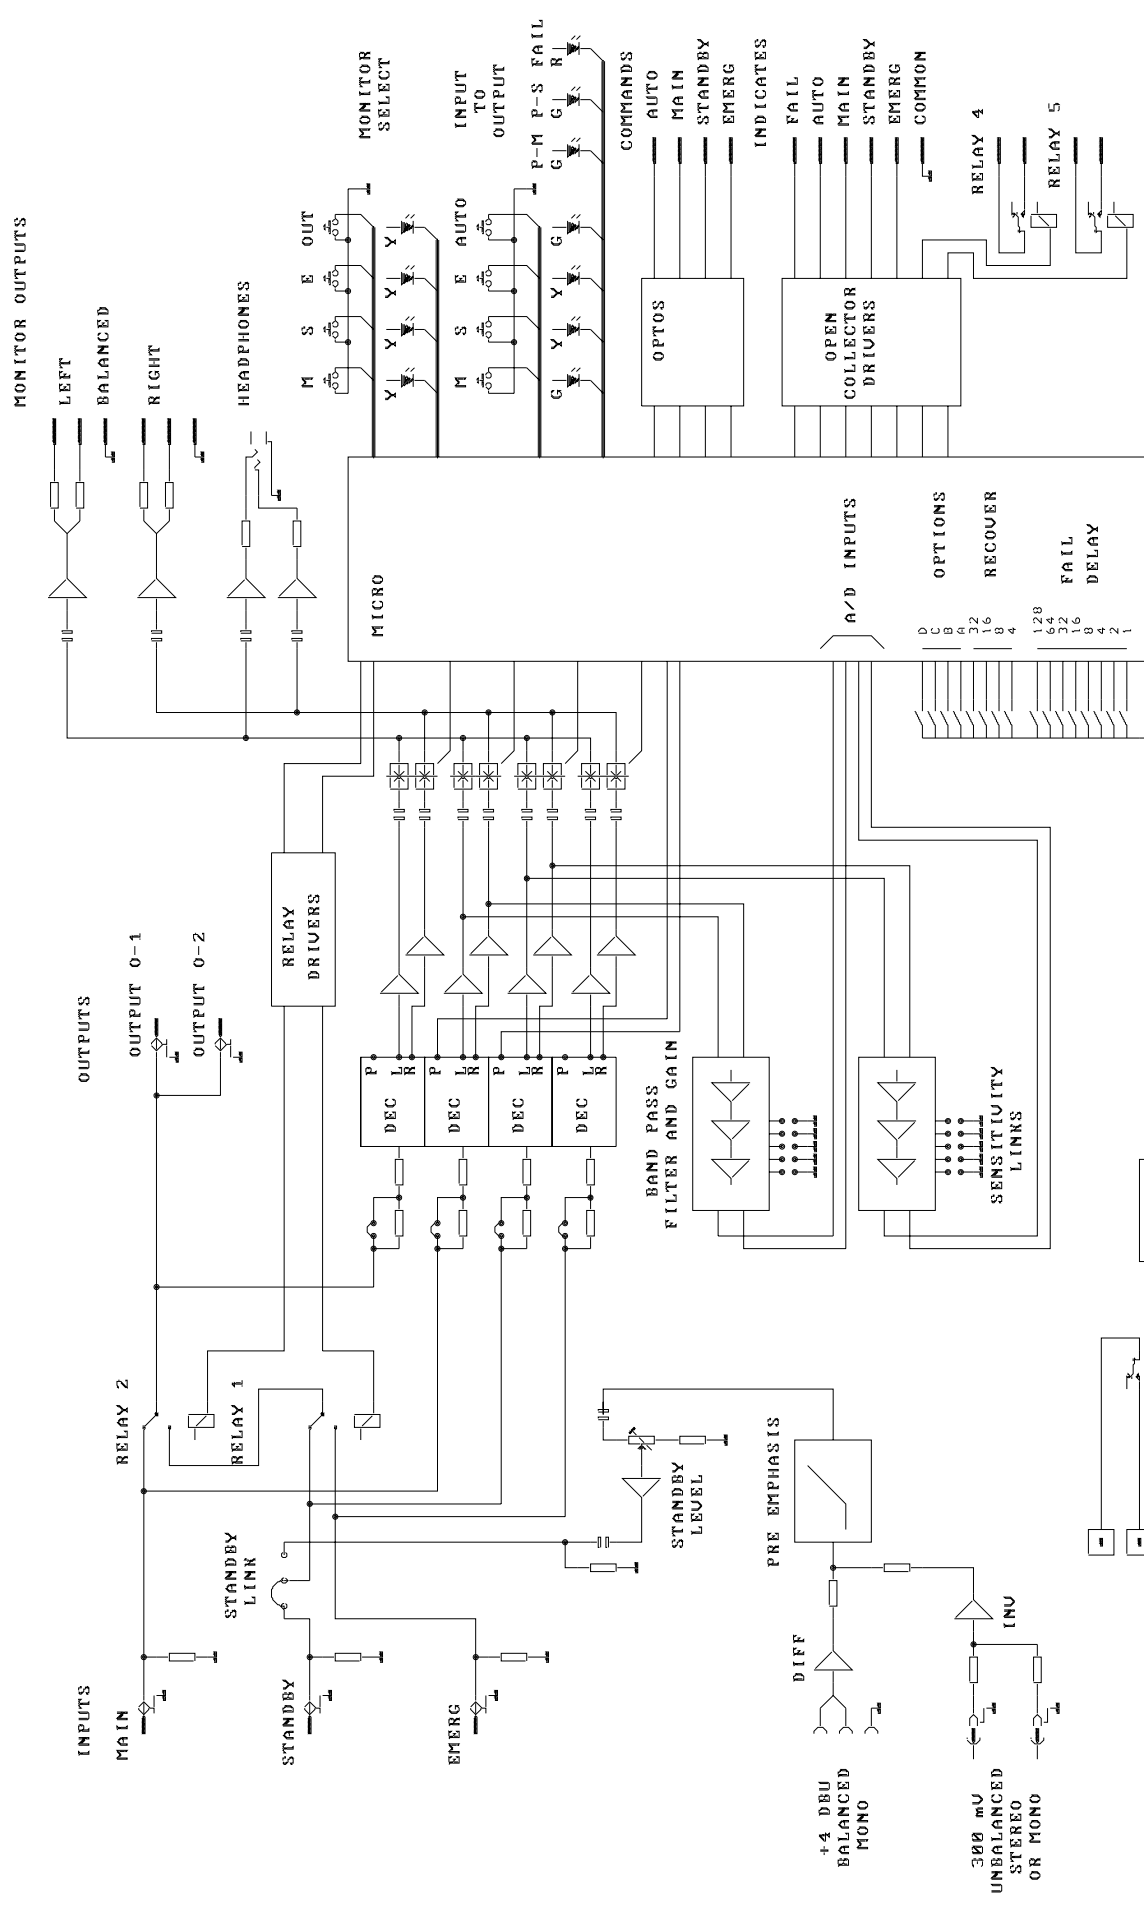 INPUTS
MAIN
STANDBY
EMERG
+4 DBU
BALANCED
MONO
300 mV
UNBALANCED
STEREO
OR MONO
STANDBY
LINK
DIFF
INV
RELAY 2
RELAY 1
STANDBY
LEVEL
PRE EMPHASIS
OUTPUTS
OUTPUT O-1
OUTPUT O-2
RELAY
DRIVERS
DEC
P
L
R
DEC
P
L
R
DEC
P
L
R
DEC
P
L
R
BAND PASS
FILTER AND GAIN
SENSITIVITY
LINKS
MICRO
A/D INPUTS
OPTIONS
D
C
B
A
RECOVER
32
16
8
4
FAIL
DELAY
128
64
32
16
8
4
2
1
MONITOR OUTPUTS
LEFT
BALANCED
RIGHT
HEADPHONES
M
S
E
OUT
MONITOR
SELECT
Y
Y
Y
Y
M
S
E
AUTO
INPUT
TO
OUTPUT
G
Y
Y
G
P-M
P-S
FAIL
G
G
R
OPTOS
COMMANDS
AUTO
MAIN
STANDBY
EMERG
OPEN
COLLECTOR
DRIVERS
INDICATES
FAIL
AUTO
MAIN
STANDBY
EMERG
COMMON
RELAY 4
RELAY 5